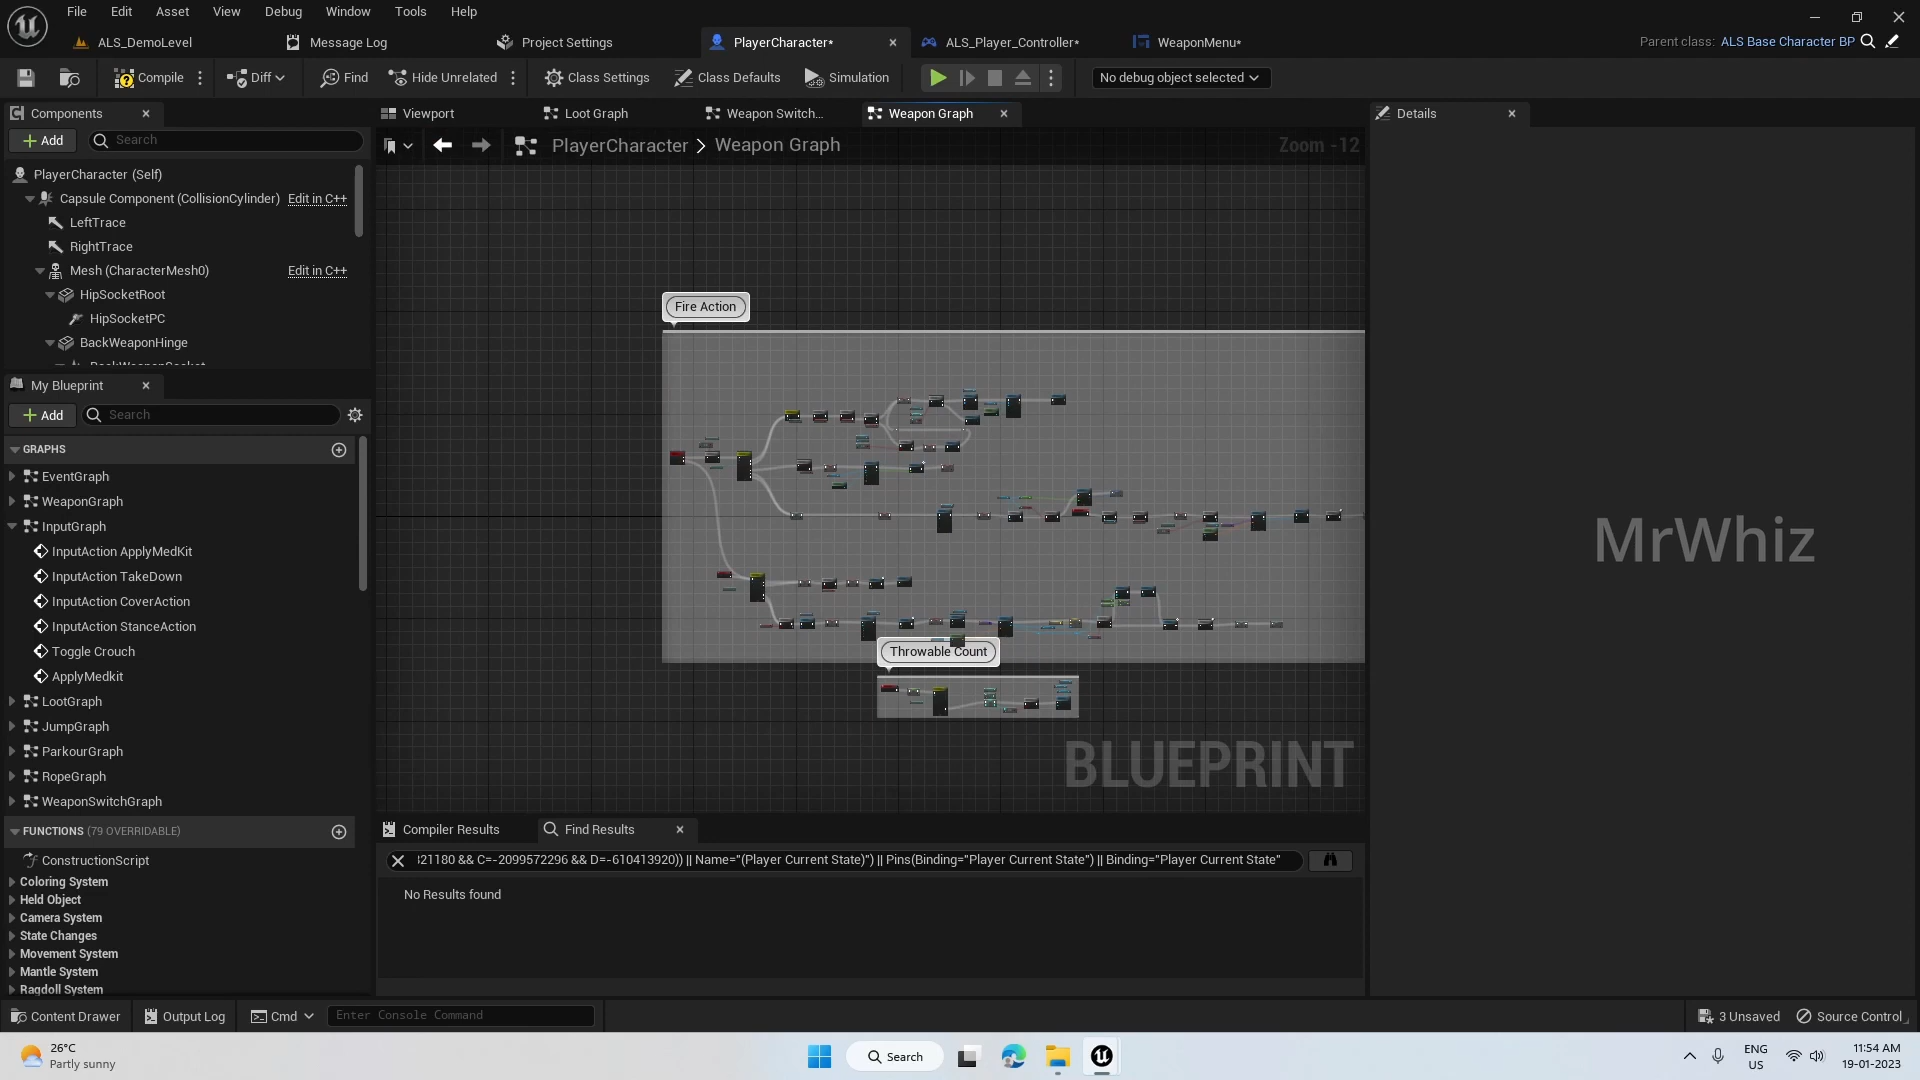 File Edit Asset View Debug Window Tools Help
ALS_DemoLevel Message Log Project Settings PlayerCharacter* ALS_Player_Controller* WeaponMenu* Parent class: ALS Base Character BP
Compile Diff Find Hide Unrelated Class Settings Class Defaults Simulation No debug object selected
Components Viewport Loot Graph Weapon Switch... Weapon Graph Details
Add Search
PlayerCharacter > Weapon Graph Zoom -12
PlayerCharacter (Self)
Capsule Component (CollisionCylinder) Edit in C++
LeftTrace
RightTrace
Mesh (CharacterMesh0) Edit in C++
HipSocketRoot
HipSocketPC
BackWeaponHinge
BackWeaponSocket
Fire Action
Throwable Count
BLUEPRINT
MrWhiz
My Blueprint
Add Search
GRAPHS
EventGraph
WeaponGraph
InputGraph
InputAction ApplyMedKit
InputAction TakeDown
InputAction CoverAction
InputAction StanceAction
Toggle Crouch
ApplyMedkit
LootGraph
JumpGraph
ParkourGraph
RopeGraph
WeaponSwitchGraph
FUNCTIONS (79 OVERRIDABLE)
ConstructionScript
Coloring System
Held Object
Camera System
State Changes
Movement System
Mantle System
Ragdoll System
Compiler Results Find Results
21180 && C=-2099572296 && D=-610413920)) || Name="(Player Current State)") || Pins(Binding="Player Current State") || Binding="Player Current State"
No Results found
Content Drawer Output Log Cmd Enter Console Command 3 Unsaved Source Control
26°C
Partly sunny
Search
ENG
US
11:54 AM
19-01-2023